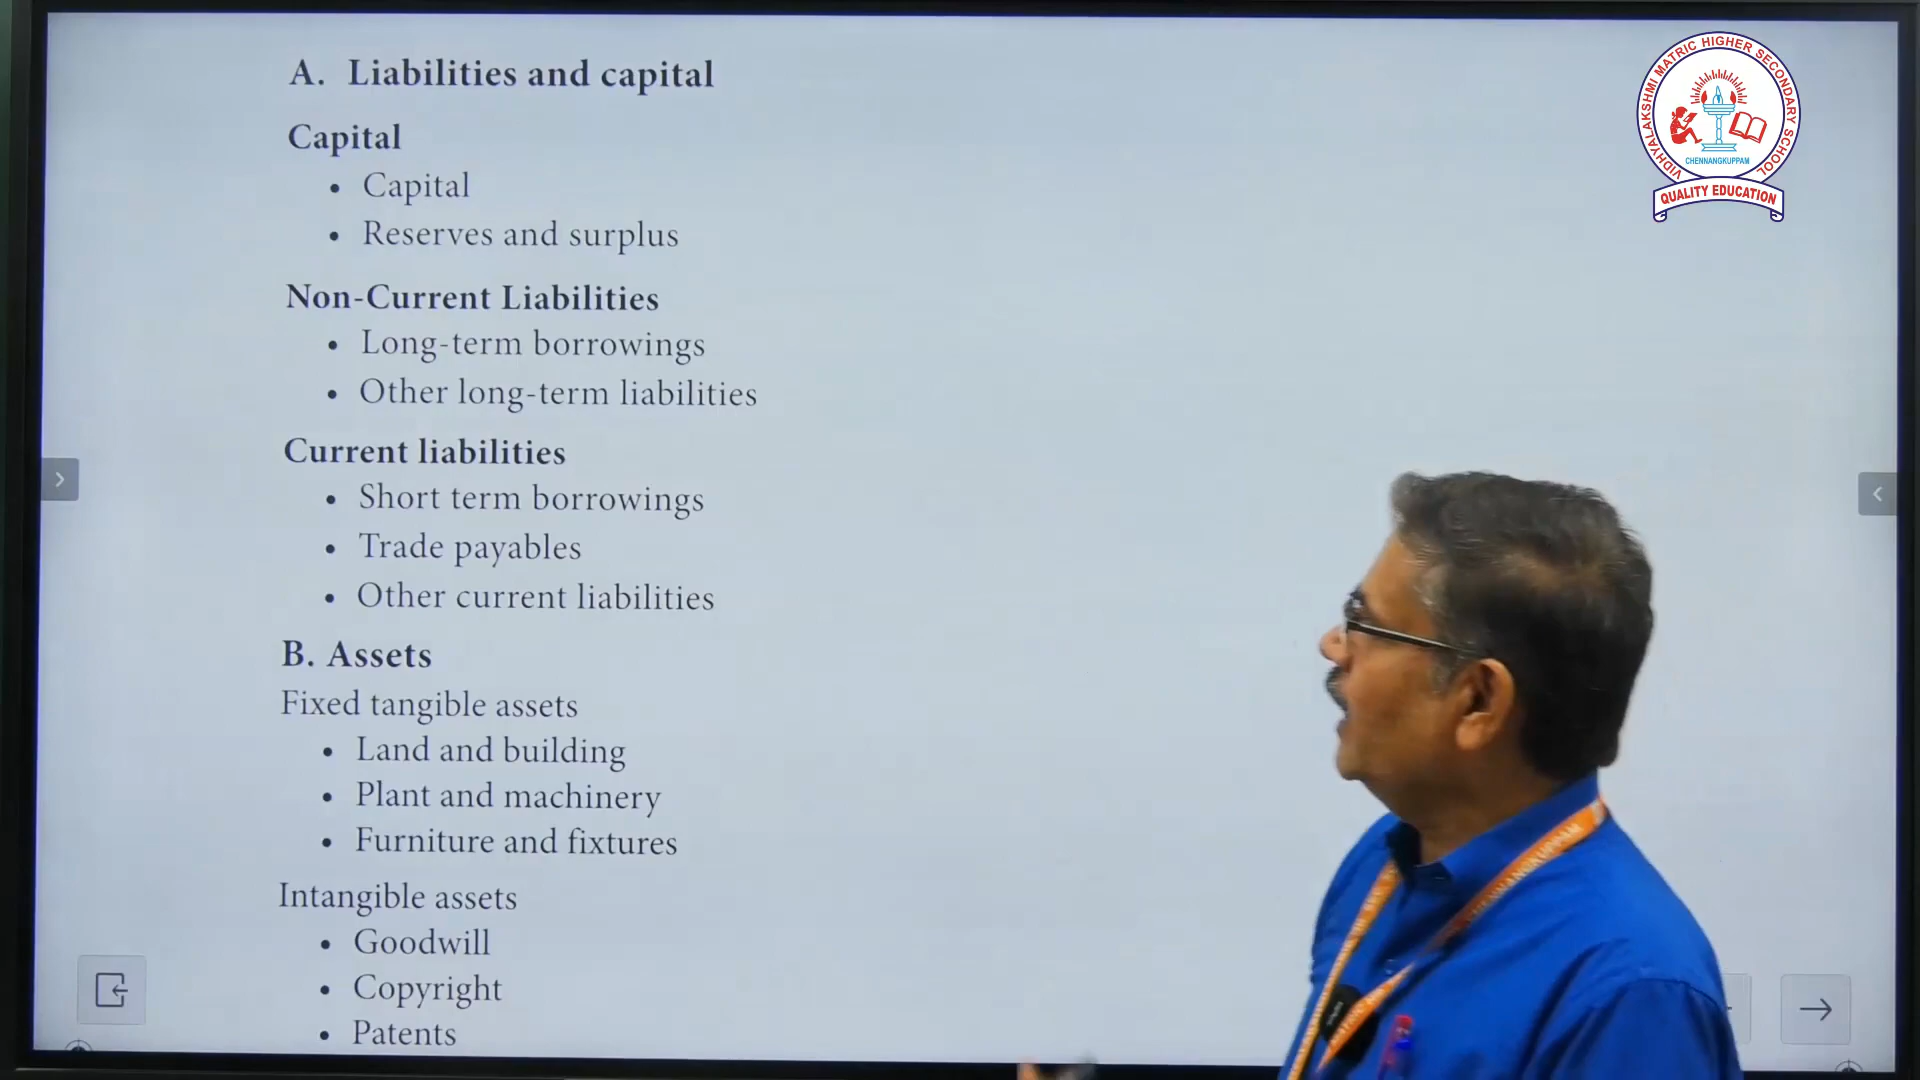 A. Liabilities and capital
Capital
• Capital
• Reserves and surplus
Non-Current Liabilities
• Long-term borrowings
• Other long-term liabilities
Current liabilities
• Short term borrowings
• Trade payables
• Other current liabilities
B. Assets
Fixed tangible assets
• Land and building
• Plant and machinery
• Furniture and fixtures
Intangible assets
• Goodwill
• Copyright
• Patents
VIDHYALAKSHMI MATRIC HIGHER SECONDARY SCHOOL
CHENNANGKUPPAM
QUALITY EDUCATION